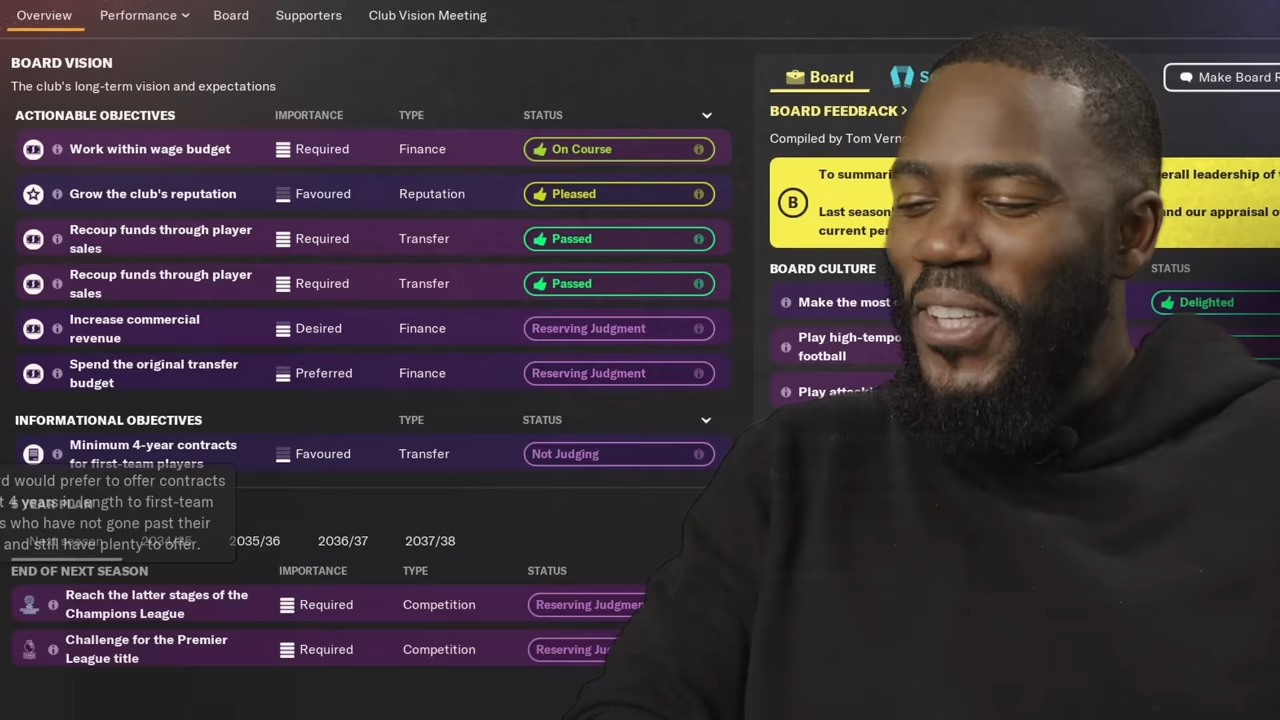 Overview Performance Board Supporters Club Vision Meeting
BOARD VISION
The club's long-term vision and expectations
ACTIONABLE OBJECTIVES IMPORTANCE TYPE STATUS
Work within wage budget Required Finance On Course
Grow the club's reputation Favoured Reputation Pleased
Recoup funds through player
sales Required Transfer Passed
Recoup funds through player
sales Required Transfer Passed
Increase commercial
revenue Desired Finance Reserving Judgment
Spend the original transfer
budget Preferred Finance Reserving Judgment
INFORMATIONAL OBJECTIVES TYPE STATUS
Minimum 4-year contracts
for first-team players Favoured Transfer Not Judging
would prefer to offer contracts
4 years in length to first-team
who have not gone past their
and still have plenty to offer.
2035/36 2036/37 2037/38
END OF NEXT SEASON IMPORTANCE TYPE STATUS
Reach the latter stages of the
Champions League Required Competition Reserving
Challenge for the Premier
League title Required Competition Reserving
Board
Make Board
BOARD FEEDBACK
Compiled by Tom
B
To overall leadership of
Last season' and our appraisal
current
BOARD CULTURE STATUS
Make the most Delighted
Play high-tempo
football
Play